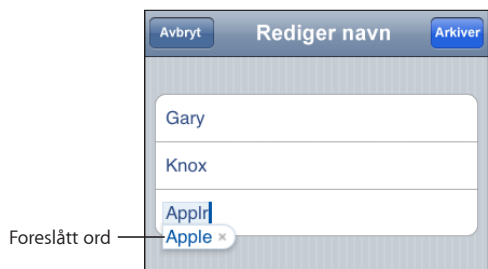 Avbryt Rediger navn Arkiver
Gary
Knox
Applr
Foreslått ord Apple ×